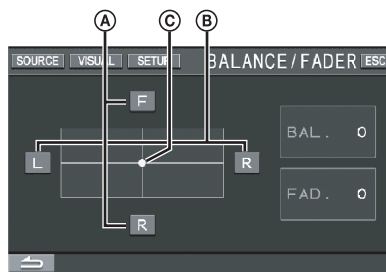 A C B
SOURCE VISUAL SETUP BALANCE / FADER ESC
F
BAL. 0
L R
FAD. 0
R